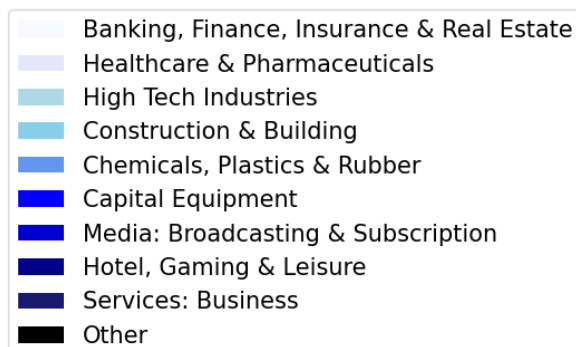 Banking, Finance, Insurance & Real Estate
Healthcare & Pharmaceuticals
High Tech Industries
Construction & Building
Chemicals, Plastics & Rubber
Capital Equipment
Media: Broadcasting & Subscription
Hotel, Gaming & Leisure
Services: Business
Other